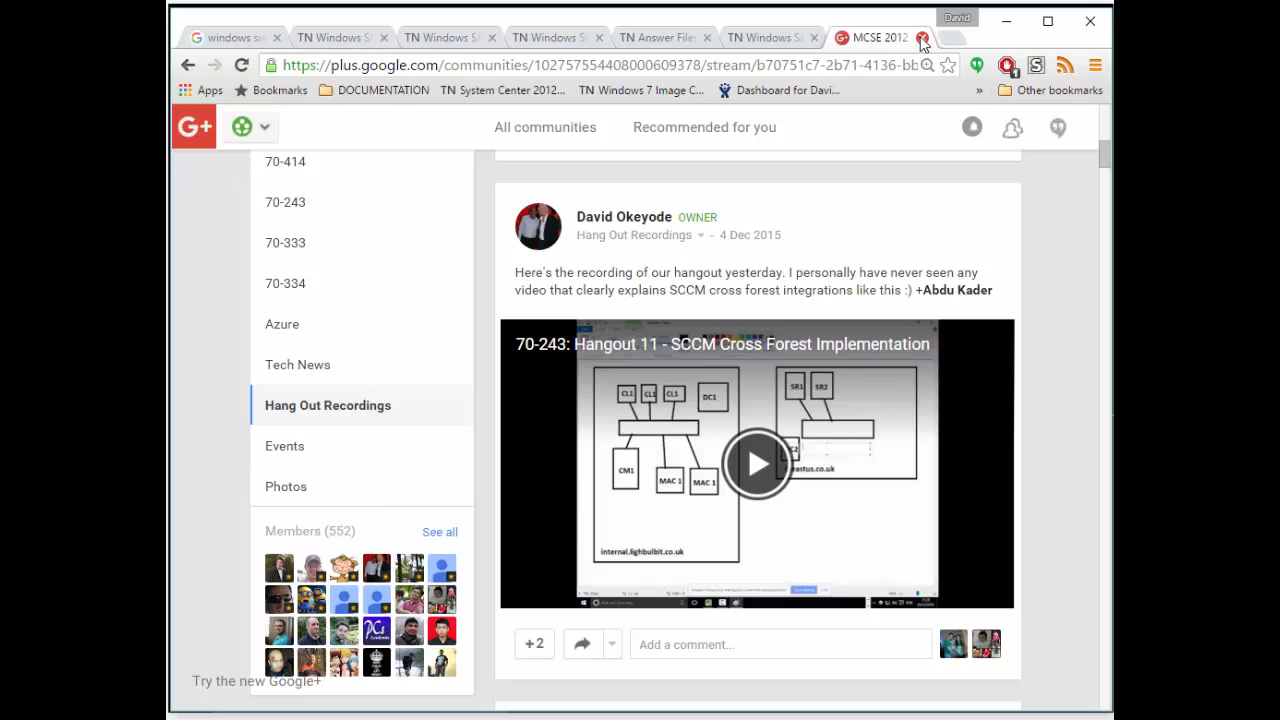 David
windows si
TN Windows S
TN Windows S
TN Windows S
TN Answer File
TN Windows S
MCSE 2012
https://plus.google.com/communities/102757554408000609378/stream/b70751c7-2b71-4136-bb
Apps
Bookmarks
DOCUMENTATION
TN System Center 2012...
TN Windows 7 Image C...
Dashboard for Davi...
»
Other bookmarks
G+
All communities
Recommended for you
70-414
70-243
70-333
70-334
Azure
Tech News
Hang Out Recordings
Events
Photos
Members (552)
See all
Try the new Google+
David Okeyode OWNER
Hang Out Recordings - 4 Dec 2015
Here's the recording of our hangout yesterday. I personally have never seen any
video that clearly explains SCCM cross forest integrations like this :) +Abdu Kader
70-243: Hangout 11 - SCCM Cross Forest Implementation
CL1
CL1
CL1
DC1
SR1
SR2
CM1
MAC 1
MAC 1
internal.lighbulbit.co.uk
+2
Add a comment...